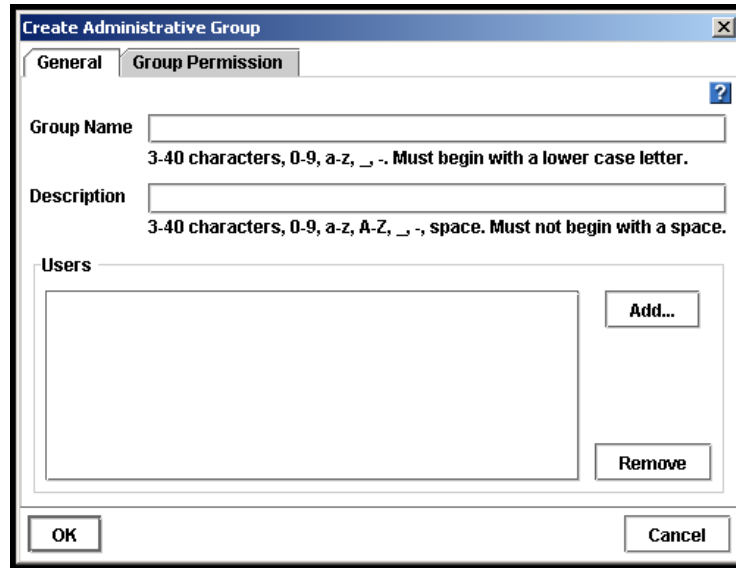 Create Administrative Group
General Group Permission
?
Group Name
3-40 characters, 0-9, a-z, _, -. Must begin with a lower case letter.
Description
3-40 characters, 0-9, a-z, A-Z, _, -, space. Must not begin with a space.
Users
Add...
Remove
OK Cancel